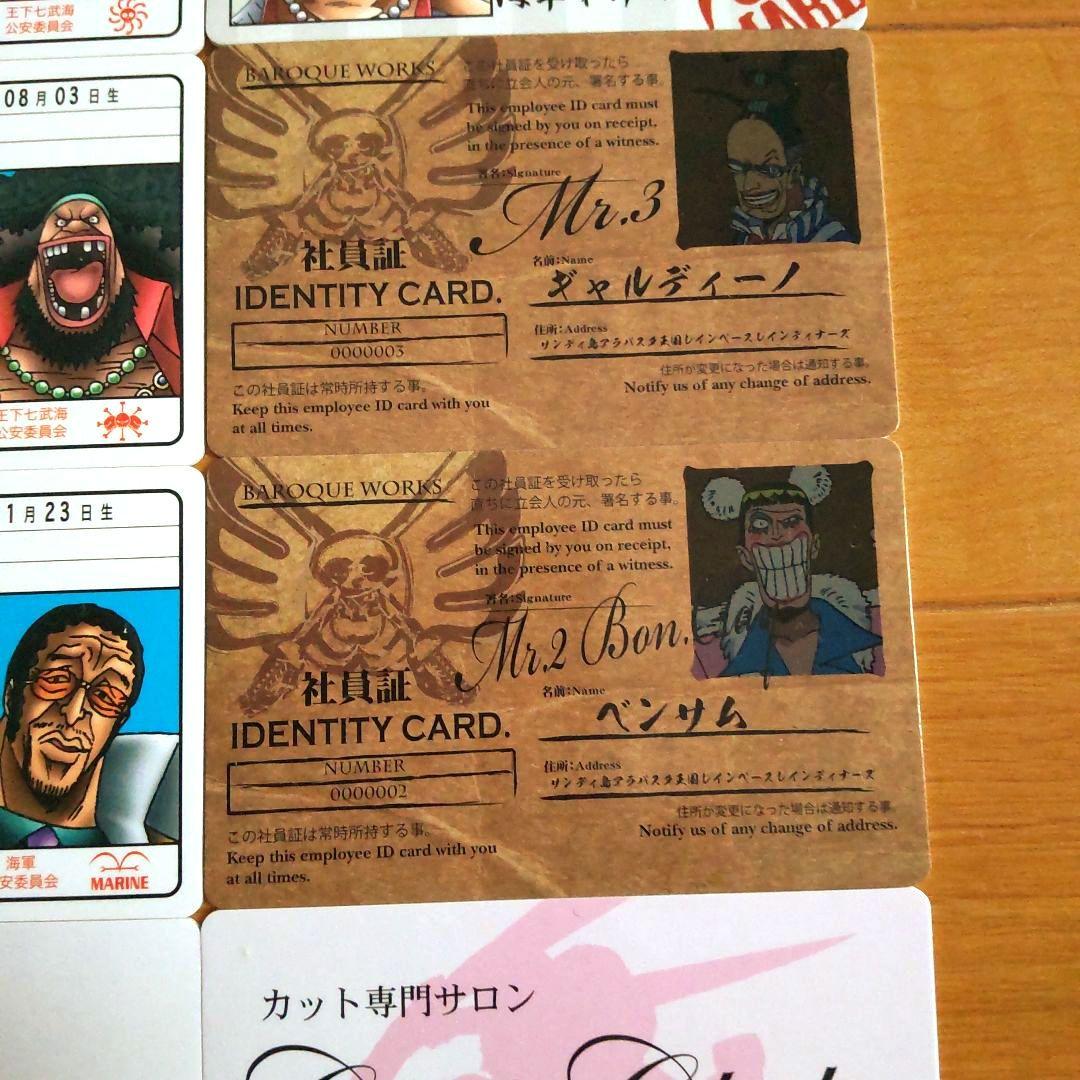 王下七武海
公安委員会
BAROQUE WORKS
この社員証を受け取ったら
直ちに立会人の元、署名する事。
This employee ID card must
be signed by you on receipt,
in the presence of a witness.
署名:Signature
Mr.3
社員証
IDENTITY CARD.
NUMBER
0000003
この社員証は常時所持する事。
Keep this employee ID card with you
at all times.
名前:Name
ギャルディーノ
住所:Address
サンディ島アラバスタ王国レインベースレインディナーズ
住所が変更になった場合は通知する事。
Notify us of any change of address.
08月03日生
王下七武海
公安委員会
BAROQUE WORKS
この社員証を受け取ったら
直ちに立会人の元、署名する事。
This employee ID card must
be signed by you on receipt,
in the presence of a witness.
署名:Signature
Mr.2 Bon.
社員証
IDENTITY CARD.
NUMBER
0000002
この社員証は常時所持する事。
Keep this employee ID card with you
at all times.
名前:Name
ベンサム
住所:Address
サンディ島アラバスタ王国レインベースレインディナーズ
住所が変更になった場合は通知する事。
Notify us of any change of address.
1月23日生
海軍
安委員会
MARINE
カット専門サロン